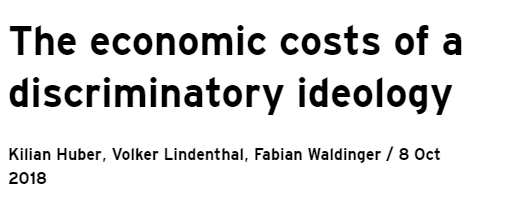 The economic costs of a
discriminatory ideology
Kilian Huber, Volker Lindenthal, Fabian Waldinger / 8 Oct
2018